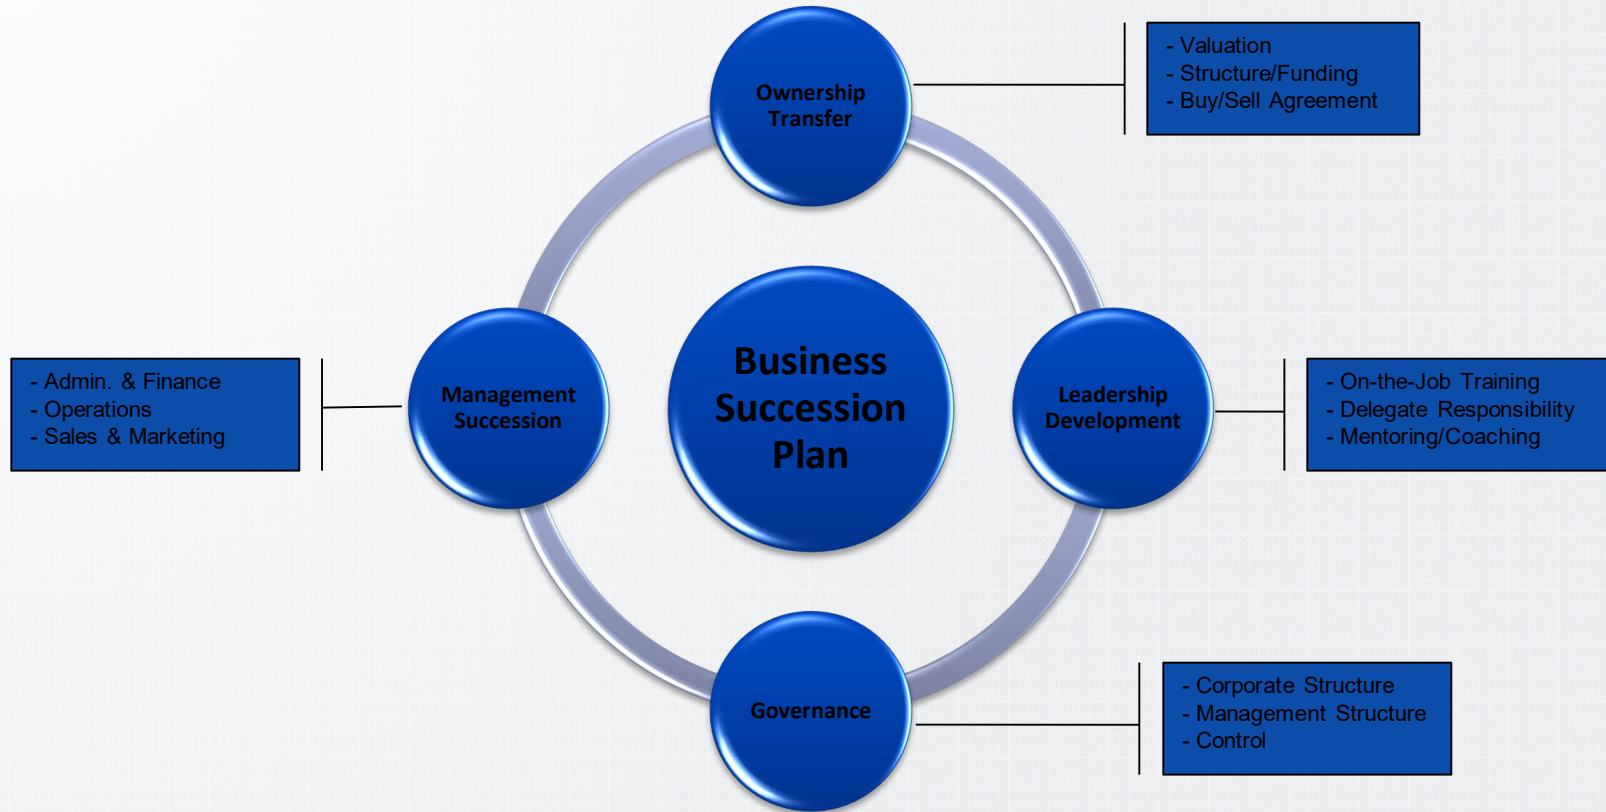 Ownership
Transfer
- Valuation
- Structure/Funding
- Buy/Sell Agreement
Business
Succession
Plan
Management
Succession
- Admin. & Finance
- Operations
- Sales & Marketing
Leadership
Development
- On-the-Job Training
- Delegate Responsibility
- Mentoring/Coaching
Governance
- Corporate Structure
- Management Structure
- Control